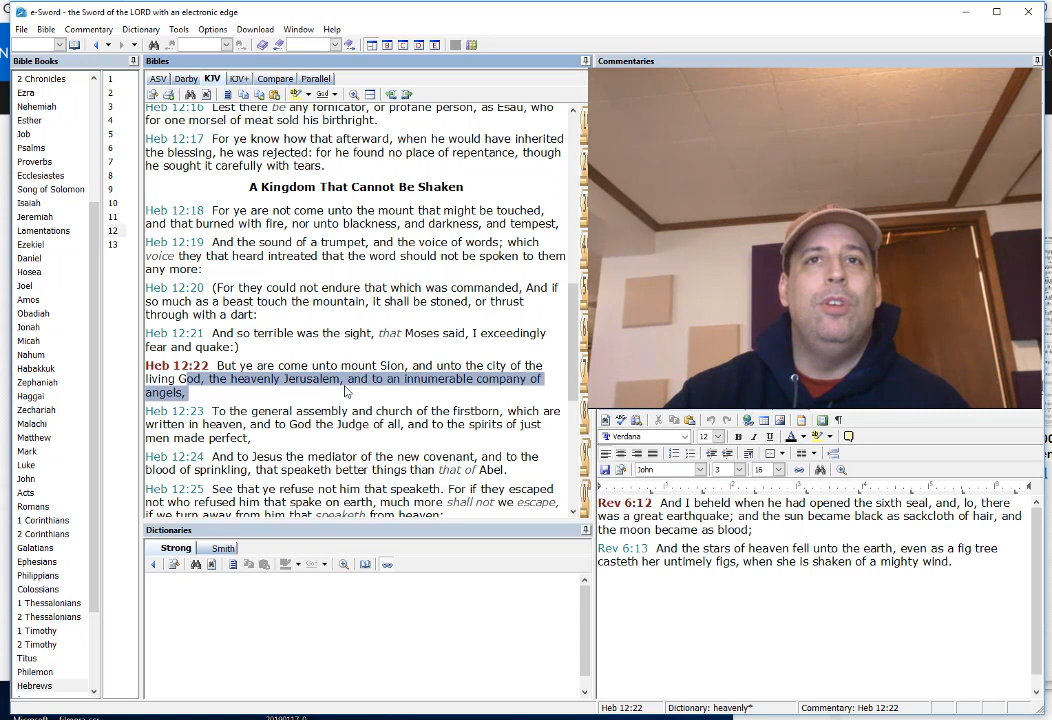 e-Sword - the Sword of the LORD with an electronic edge
File Bible Commentary Dictionary Tools Options Download Window Help
Bible Books
2 Chronicles
Ezra
Nehemiah
Esther
Job
Psalms
Proverbs
Ecclesiastes
Song of Solomon
Isaiah
Jeremiah
Lamentations
Ezekiel
Daniel
Hosea
Joel
Amos
Obadiah
Jonah
Micah
Nahum
Habakkuk
Zephaniah
Haggai
Zechariah
Malachi
Matthew
Mark
Luke
John
Acts
Romans
1 Corinthians
2 Corinthians
Galatians
Ephesians
Philippians
Colossians
1 Thessalonians
2 Thessalonians
1 Timothy
2 Timothy
Titus
Philemon
Hebrews
1
2
3
4
5
6
7
8
9
10
11
12
13
Bibles
ASV Darby KJV KJV+ Compare Parallel
Heb 12:16 Lest there be any fornicator, or profane person, as Esau, who
for one morsel of meat sold his birthright.
Heb 12:17 For ye know how that afterward, when he would have inherited
the blessing, he was rejected: for he found no place of repentance, though
he sought it carefully with tears.
A Kingdom That Cannot Be Shaken
Heb 12:18 For ye are not come unto the mount that might be touched,
and that burned with fire, nor unto blackness, and darkness, and tempest,
Heb 12:19 And the sound of a trumpet, and the voice of words; which
voice they that heard intreated that the word should not be spoken to them
any more:
Heb 12:20 (For they could not endure that which was commanded, And if
so much as a beast touch the mountain, it shall be stoned, or thrust
through with a dart:
Heb 12:21 And so terrible was the sight, that Moses said, I exceedingly
fear and quake:)
Heb 12:22 But ye are come unto mount Sion, and unto the city of the
living God, the heavenly Jerusalem, and to an innumerable company of
angels,
Heb 12:23 To the general assembly and church of the firstborn, which are
written in heaven, and to God the Judge of all, and to the spirits of just
men made perfect,
Heb 12:24 And to Jesus the mediator of the new covenant, and to the
blood of sprinkling, that speaketh better things than that of Abel.
Heb 12:25 See that ye refuse not him that speaketh. For if they escaped
not who refused him that spake on earth, much more shall not we escape,
if we turn away from him that speaketh from heaven:
Dictionaries
Strong Smith
Commentaries
Verdana 12 B I U A
John 3 16
Rev 6:12 And I beheld when he had opened the sixth seal, and, lo, there
was a great earthquake; and the sun became black as sackcloth of hair, and
the moon became as blood;
Rev 6:13 And the stars of heaven fell unto the earth, even as a fig tree
casteth her untimely figs, when she is shaken of a mighty wind.
Heb 12:22 Dictionary: heavenly* Commentary: Heb 12:22